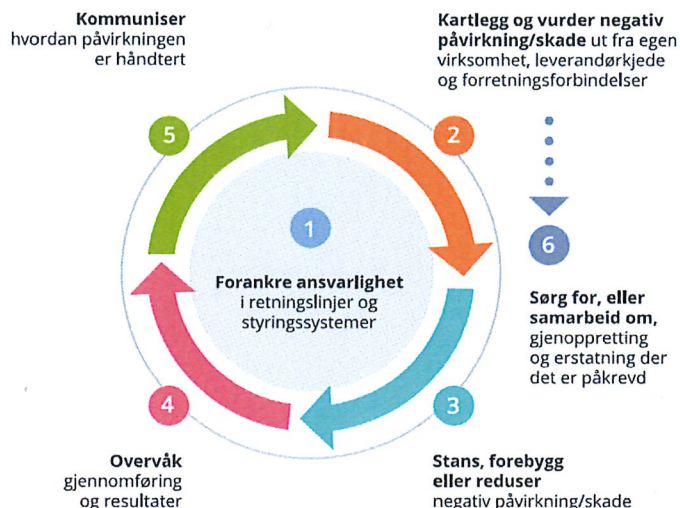 Kommuniser
hvordan påvirkningen
er håndtert
5
Kartlegg og vurder negativ
påvirkning/skade ut fra egen
virksomhet, leverandørkjede
og forretningsforbindelser
2
1
Forankre ansvarlighet
i retningslinjer og
styringssystemer
6
Sørg for, eller
samarbeid om,
gjenoppretting
og erstatning der
det er påkrevd
4
Overvåk
gjennomføring
og resultater
3
Stans, forebygg
eller reduser
negativ påvirkning/skade